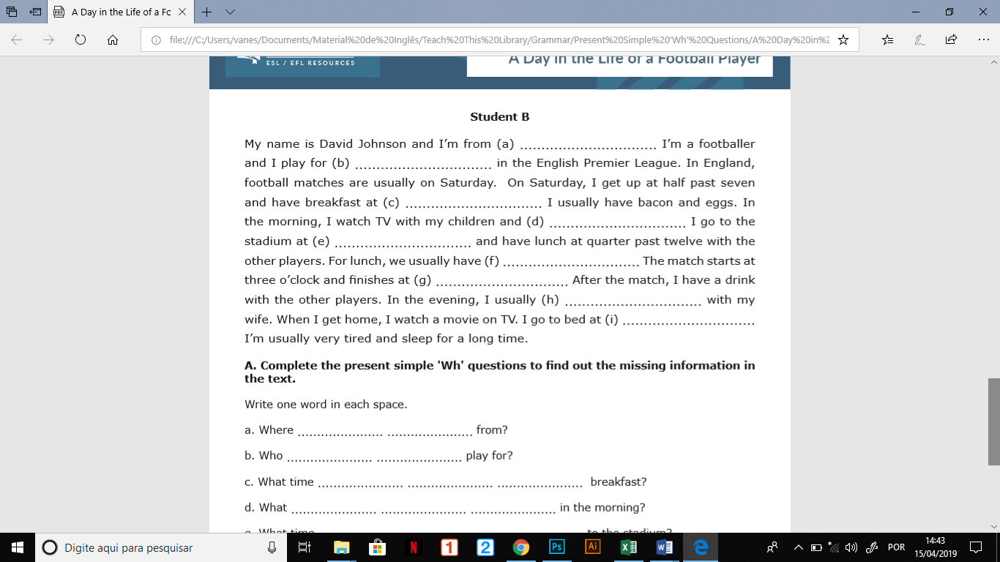 A Day in the Life of a Fo
file:///C:/Users/vanes/Documents/Material%20de%20Inglês/Teach%20This%20Library/Grammar/Present%20Simple%20'Wh'%20Questions/A%20Day%20in%2
ESL / EFL RESOURCES
A Day in the Life of a Football Player
Student B
My name is David Johnson and I'm from (a) ................................ I'm a footballer
and I play for (b) ................................ in the English Premier League. In England,
football matches are usually on Saturday. On Saturday, I get up at half past seven
and have breakfast at (c) ................................ I usually have bacon and eggs. In
the morning, I watch TV with my children and (d) ................................ I go to the
stadium at (e) ................................ and have lunch at quarter past twelve with the
other players. For lunch, we usually have (f) ................................ The match starts at
three o'clock and finishes at (g) ............................... After the match, I have a drink
with the other players. In the evening, I usually (h) ................................ with my
wife. When I get home, I watch a movie on TV. I go to bed at (i) ...............................
I'm usually very tired and sleep for a long time.
A. Complete the present simple 'Wh' questions to find out the missing information in
the text.
Write one word in each space.
a. Where .................... .................... from?
b. Who .................... .................... play for?
c. What time .................... .................... .................... breakfast?
d. What .................... .................... .................... in the morning?
e. What time to the stadium?
Digite aqui para pesquisar
N
1
2
Ps
Ai
POR
14:43
15/04/2019